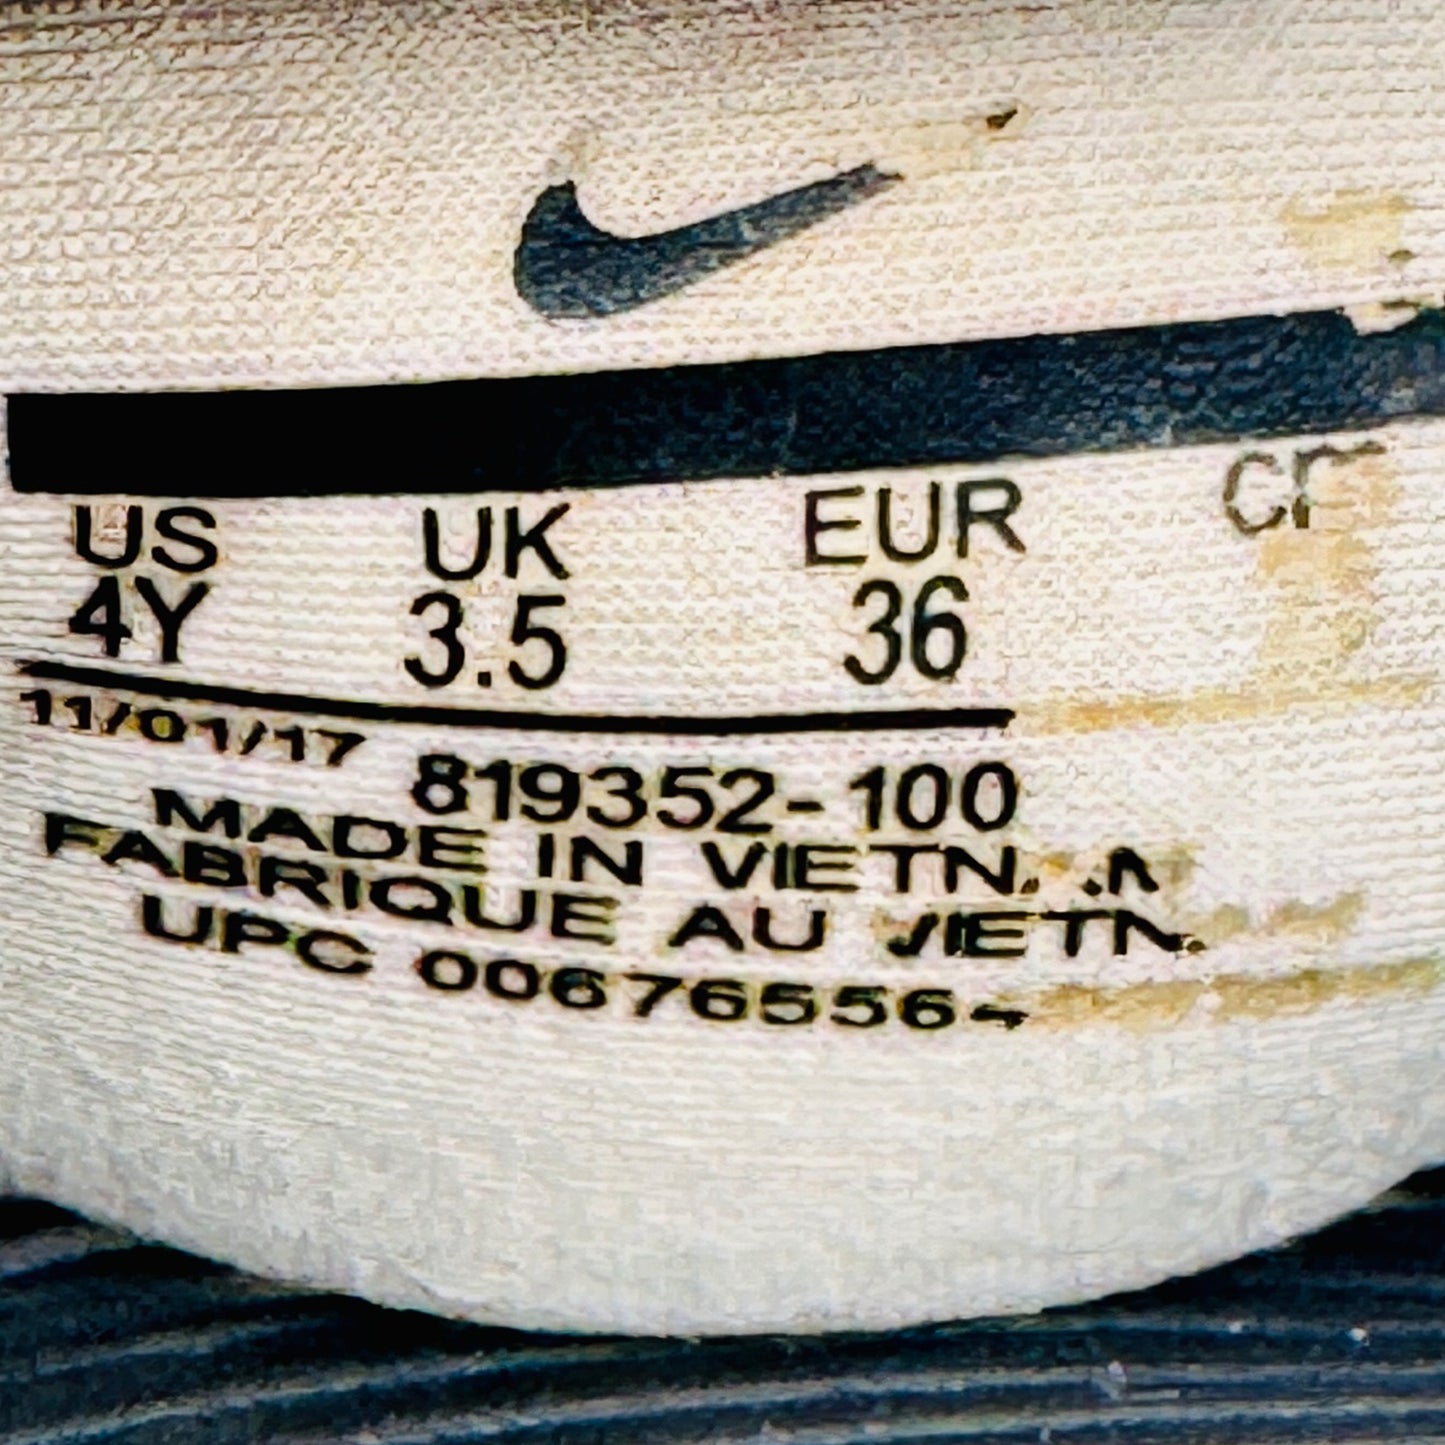 US UK EUR
4Y 3.5 36
11/01/17 819352-100
MADE IN
FABRIQUE AU
UPC